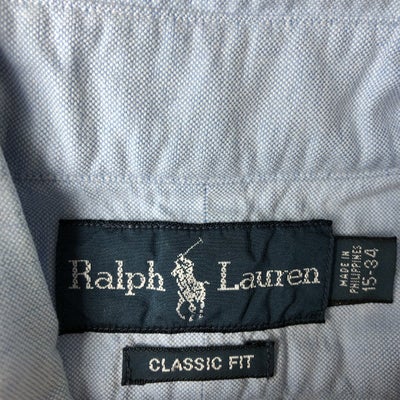 Ralph Lauren
MADE IN
PHILIPPINES
15-34
CLASSIC FIT